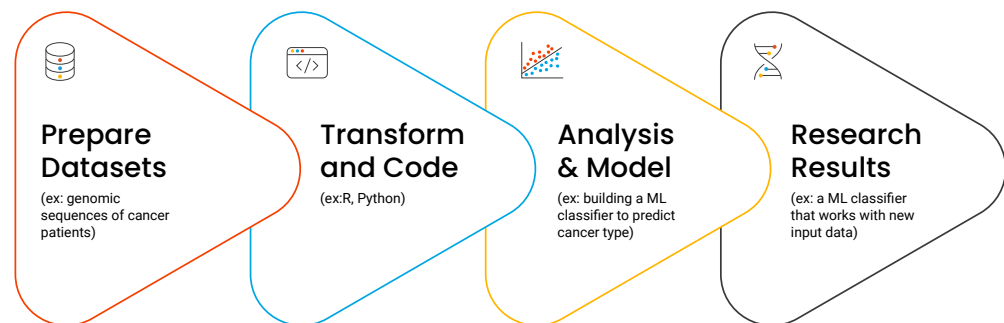 Prepare
Datasets
(ex: genomic
sequences of cancer
patients)
</>
Transform
and Code
(ex:R, Python)
Analysis
& Model
(ex: building a ML
classifier to predict
cancer type)
Research
Results
(ex: a ML classifier
that works with new
input data)